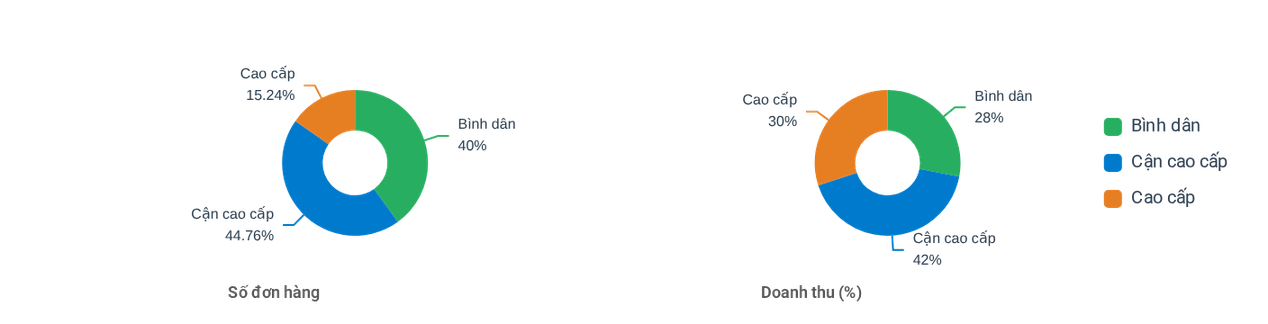 Cao cấp
15.24%
Bình dân
40%
Cận cao cấp
44.76%
Số đơn hàng
Cao cấp
30%
Bình dân
28%
Cận cao cấp
42%
Doanh thu (%)
Bình dân
Cận cao cấp
Cao cấp